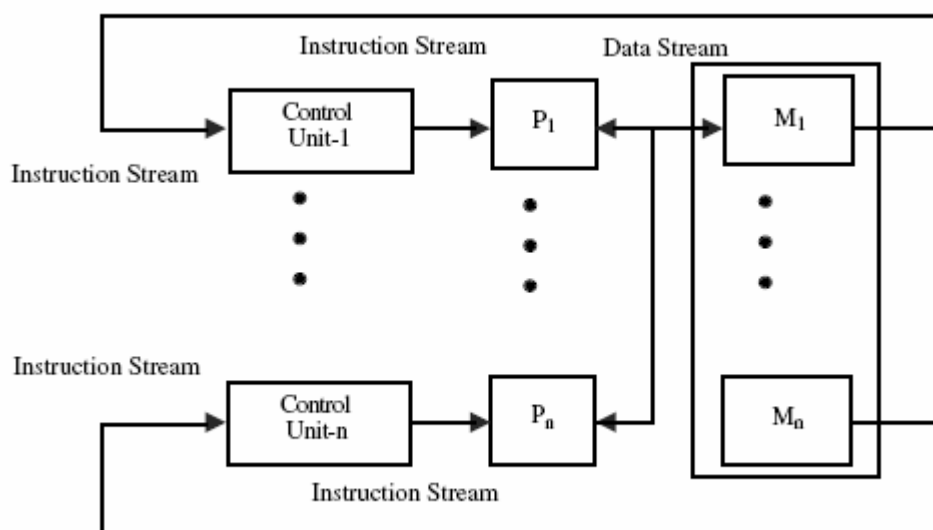 Instruction Stream
Data Stream
Control
Unit-1
P1
M1
Instruction Stream
Instruction Stream
Control
Unit-n
Pn
Mn
Instruction Stream